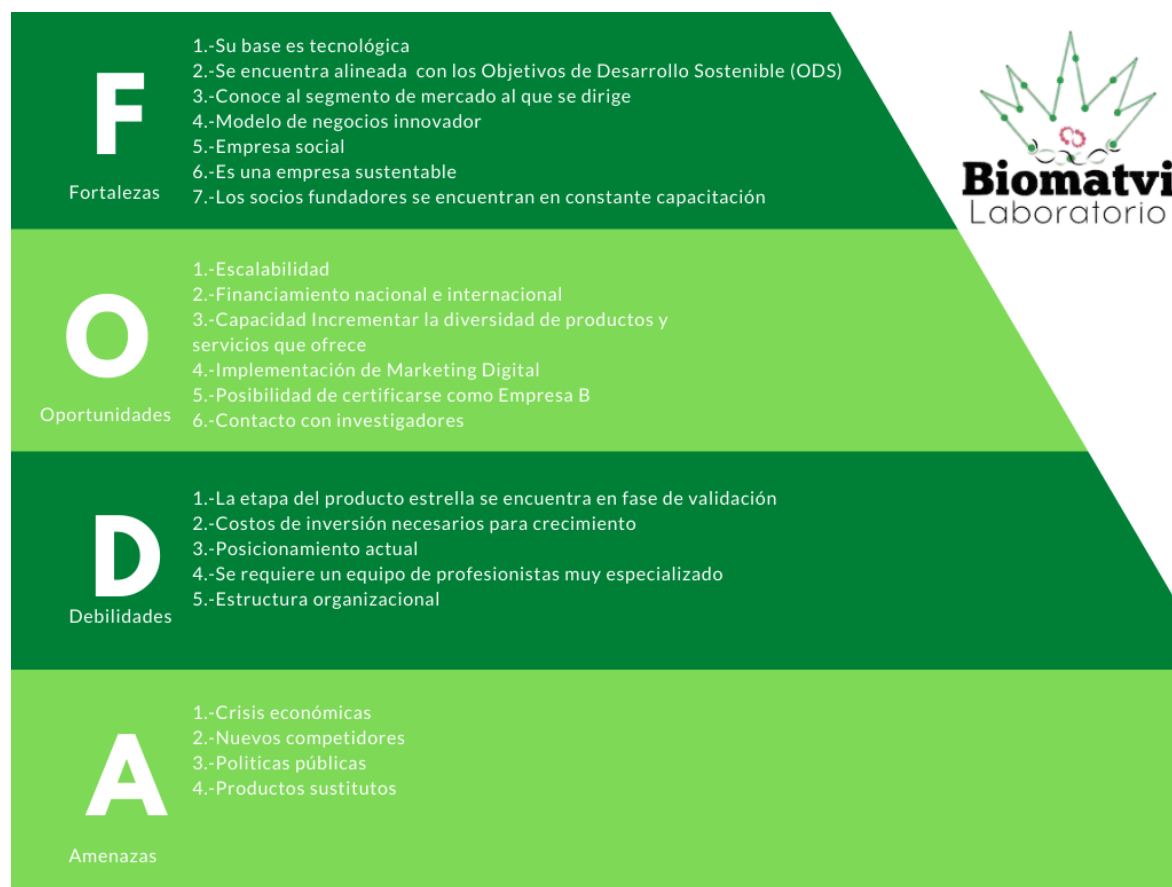 F
Fortalezas
1.-Su base es tecnológica
2.-Se encuentra alineada con los Objetivos de Desarrollo Sostenible (ODS)
3.-Conoce al segmento de mercado al que se dirige
4.-Modelo de negocios innovador
5.-Empresa social
6.-Es una empresa sustentable
7.-Los socios fundadores se encuentran en constante capacitación
Biomatvi
Laboratorio
O
Oportunidades
1.-Escalabilidad
2.-Financiamiento nacional e internacional
3.-Capacidad Incrementar la diversidad de productos y
servicios que ofrece
4.-Implementación de Marketing Digital
5.-Posibilidad de certificarse como Empresa B
6.-Contacto con investigadores
D
Debilidades
1.-La etapa del producto estrella se encuentra en fase de validación
2.-Costos de inversión necesarios para crecimiento
3.-Posicionamiento actual
4.-Se requiere un equipo de profesionistas muy especializado
5.-Estructura organizacional
A
Amenazas
1.-Crisis económicas
2.-Nuevos competidores
3.-Politicas públicas
4.-Productos sustitutos